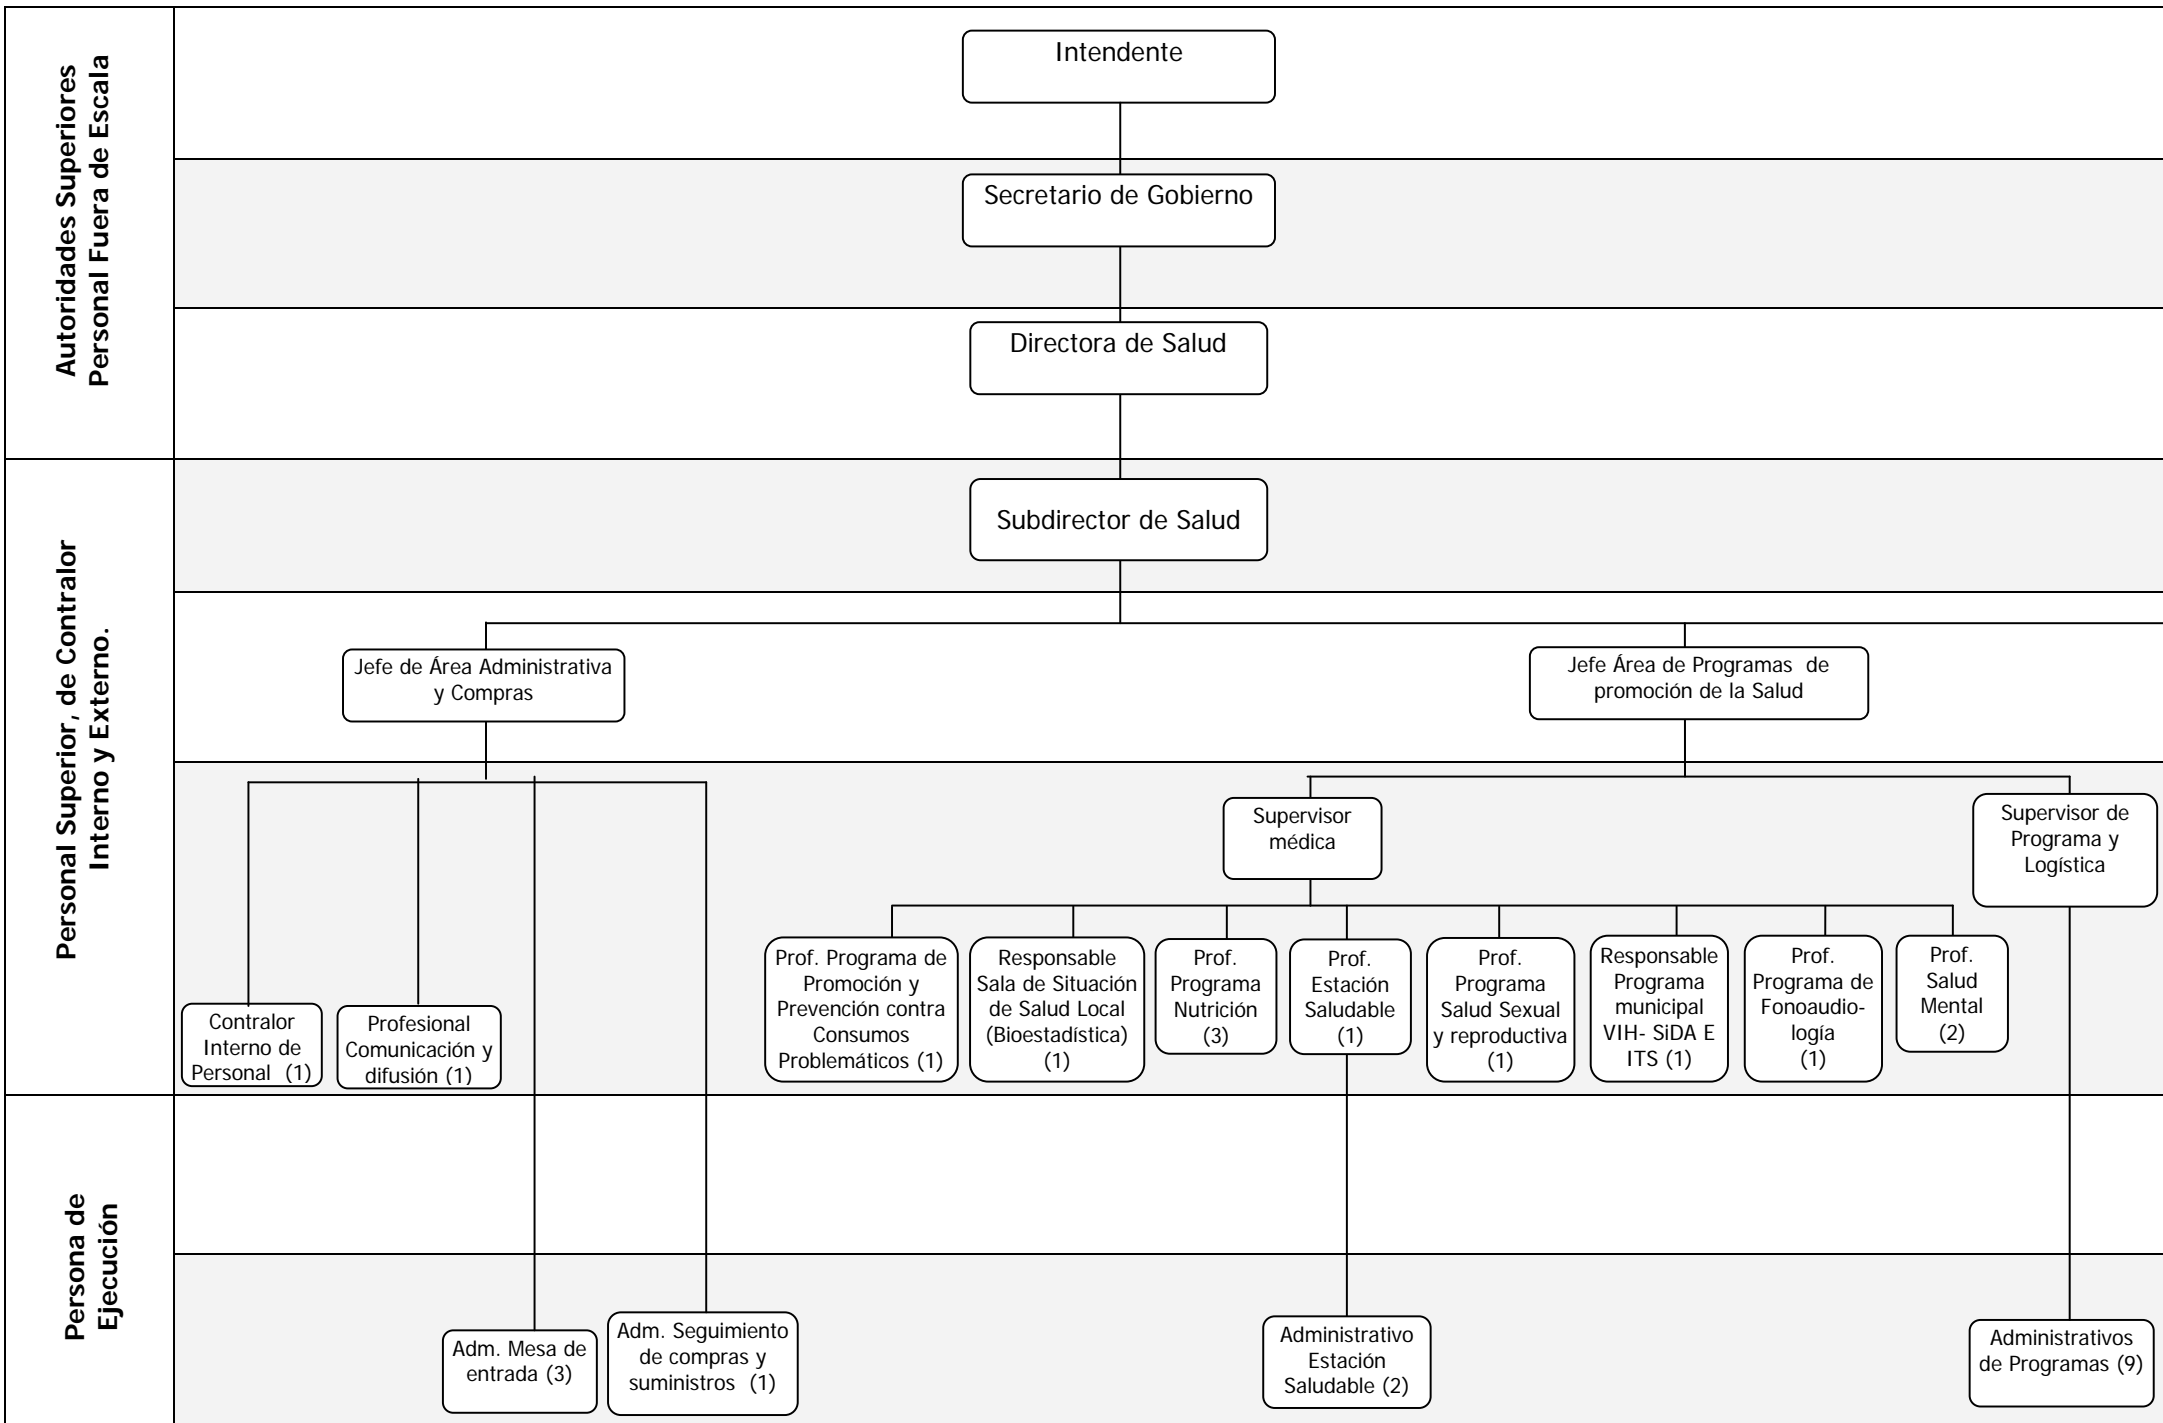 Autoridades Superiores
Personal Fuera de Escala
Intendente
Secretario de Gobierno
Directora de Salud
Personal Superior, de Contralor
Interno y Externo.
Subdirector de Salud
Jefe de Área Administrativa
y Compras
Jefe Área de Programas de
promoción de la Salud
Supervisor
médica
Supervisor de
Programa y
Logística
Contralor
Interno de
Personal (1)
Profesional
Comunicación y
difusión (1)
Prof. Programa de
Promoción y
Prevención contra
Consumos
Problemáticos (1)
Responsable
Sala de Situación
de Salud Local
(Bioestadística)
(1)
Prof.
Programa
Nutrición
(3)
Prof.
Estación
Saludable
(1)
Prof.
Programa
Salud Sexual
y reproductiva
(1)
Responsable
Programa
municipal
VIH- SiDA E
ITS (1)
Prof.
Programa de
Fonoaudio-
logía
(1)
Prof.
Salud
Mental
(2)
Persona de
Ejecución
Adm. Mesa de
entrada (3)
Adm. Seguimiento
de compras y
suministros (1)
Administrativo
Estación
Saludable (2)
Administrativos
de Programas (9)